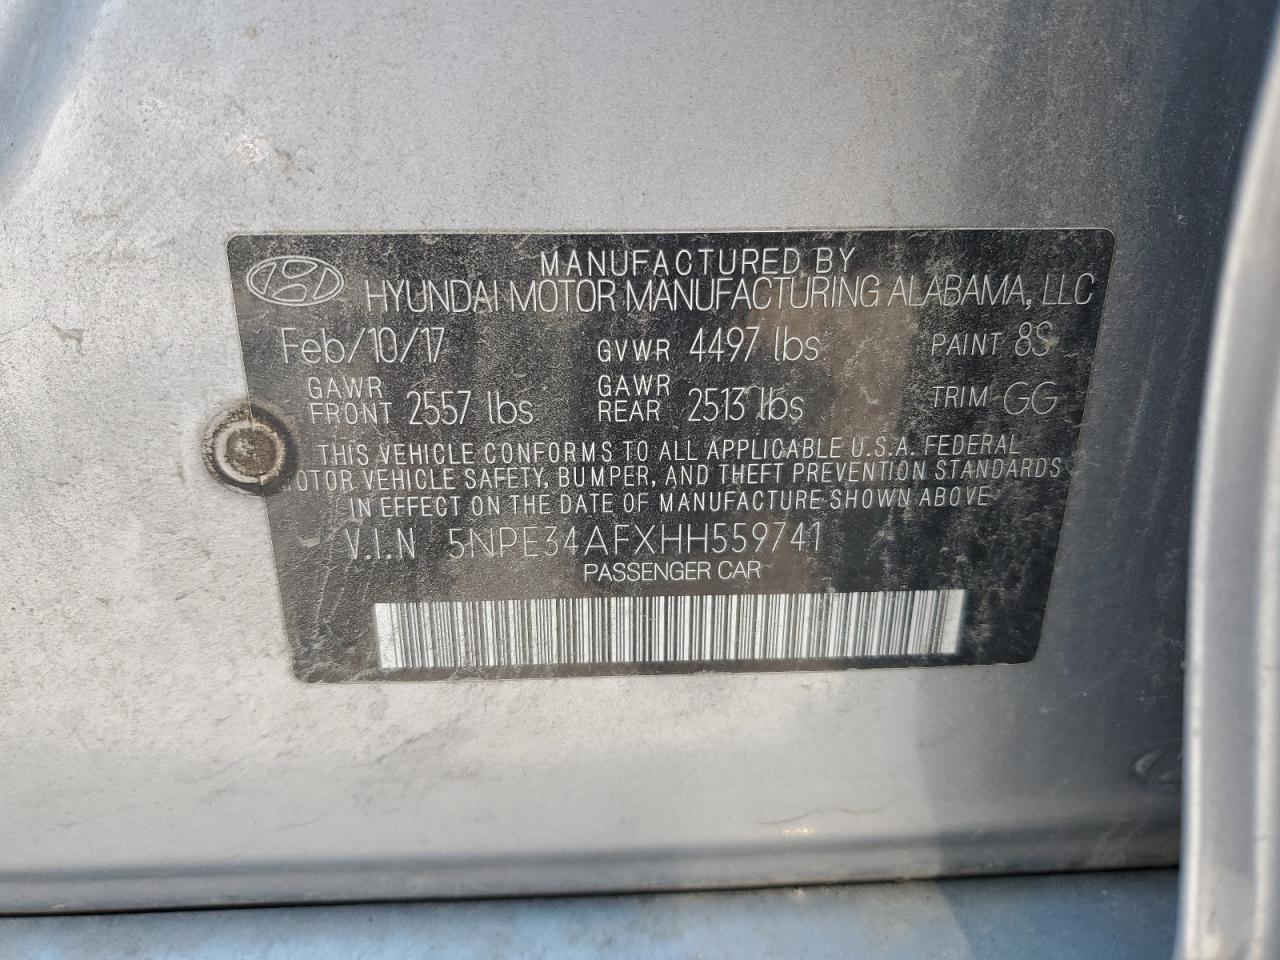 MANUFACTURED BY
HYUNDAI MOTOR MANUFACTURING ALABAMA, LLC
Feb/10/17 GVWR 4497 lbs PAINT 8S
GAWR FRONT 2557 lbs GAWR REAR 2513 lbs TRIM GG
THIS VEHICLE CONFORMS TO ALL APPLICABLE U.S.A. FEDERAL
OTOR VEHICLE SAFETY, BUMPER, AND THEFT PREVENTION STANDARDS
IN EFFECT ON THE DATE OF MANUFACTURE SHOWN ABOVE
V.I.N 5NPE34AFXHH559741
PASSENGER CAR